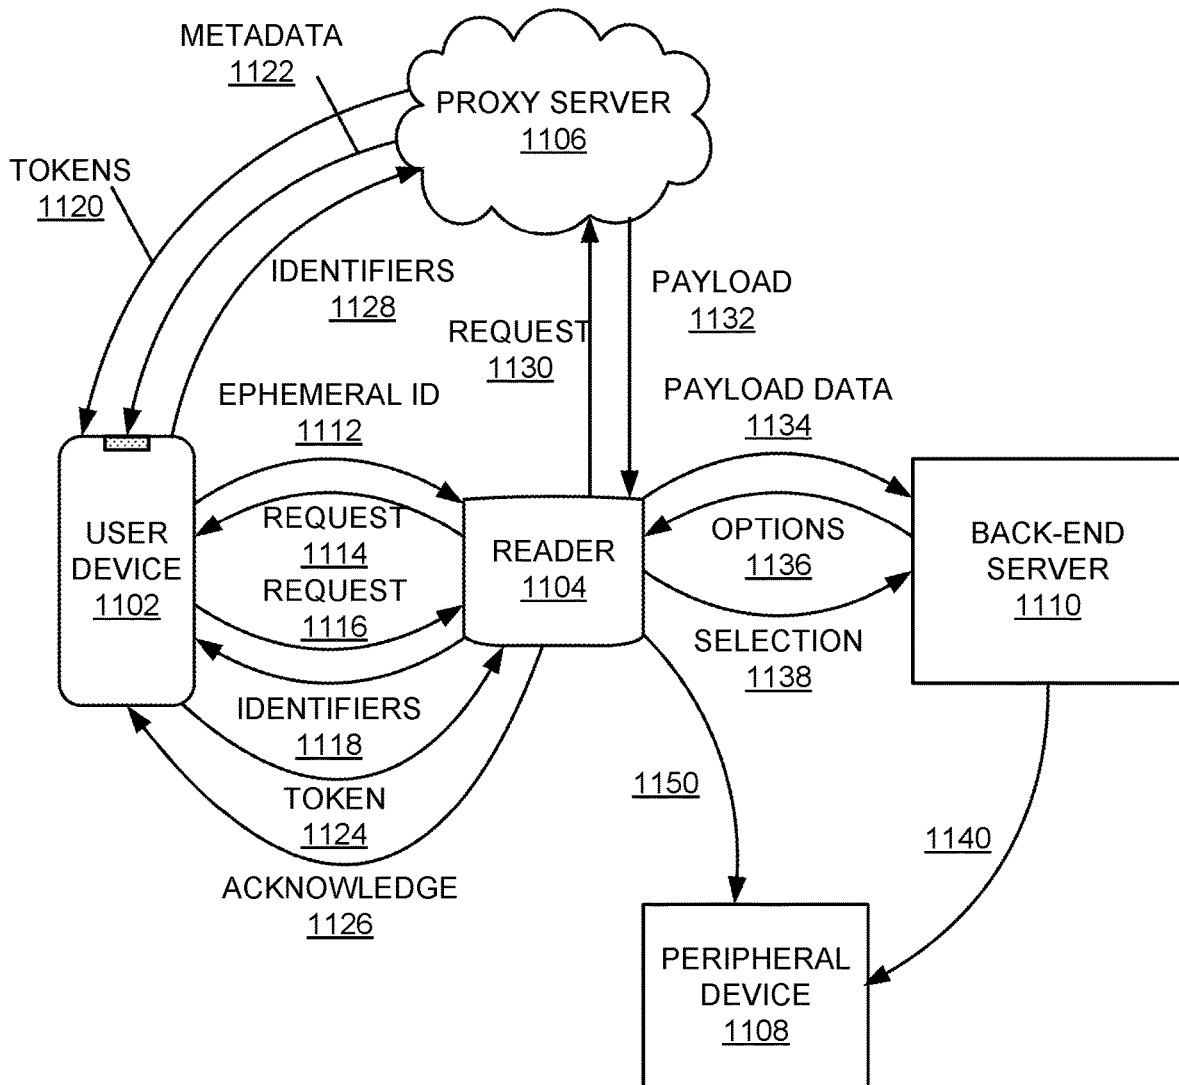 METADATA
1122
PROXY SERVER
1106
TOKENS
1120
IDENTIFIERS
1128
REQUEST
1130
PAYLOAD
1132
EPHEMERAL ID
1112
PAYLOAD DATA
1134
USER
DEVICE
1102
REQUEST
1114
REQUEST
1116
READER
1104
OPTIONS
1136
BACK-END
SERVER
1110
SELECTION
1138
IDENTIFIERS
1118
TOKEN
1124
ACKNOWLEDGE
1126
1150
1140
PERIPHERAL
DEVICE
1108